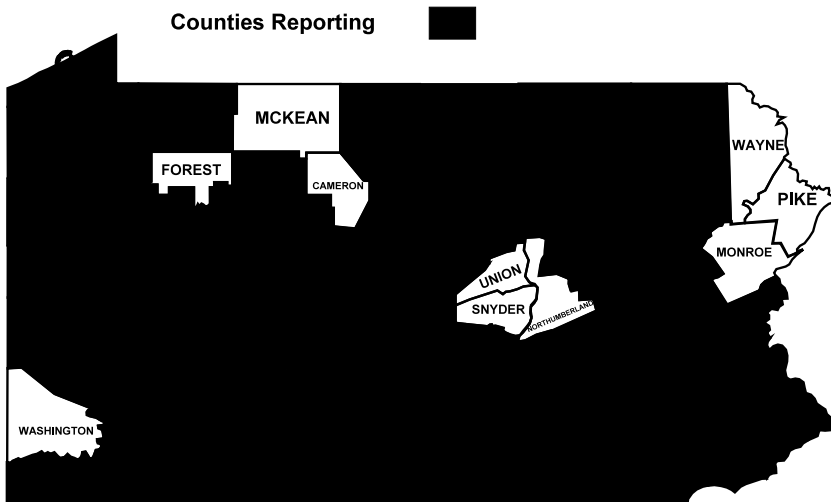 Counties Reporting
MCKEAN
WAYNE
FOREST
CAMERON
PIKE
MONROE
UNION
SNYDER
NORTHUMBERLAND
WASHINGTON